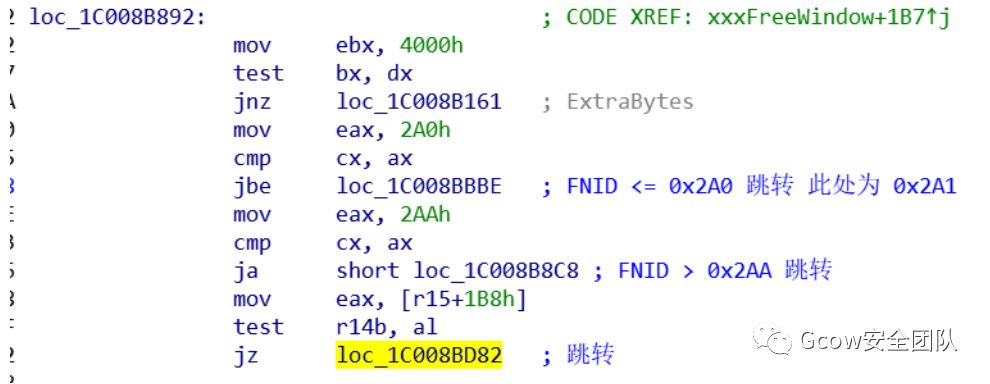 loc_1C008B892: ; CODE XREF: xxxFreeWindow+1B7↑j
mov ebx, 4000h
test bx, dx
jnz loc_1C008B161 ; ExtraBytes
mov eax, 2A0h
cmp cx, ax
jbe loc_1C008BBBE ; FNID <= 0x2A0 跳转 此处为 0x2A1
mov eax, 2AAh
cmp cx, ax
ja short loc_1C008B8C8 ; FNID > 0x2AA 跳转
mov eax, [r15+1B8h]
test r14b, al
jz loc_1C008BD82 ; 跳转
Gcow安全团队